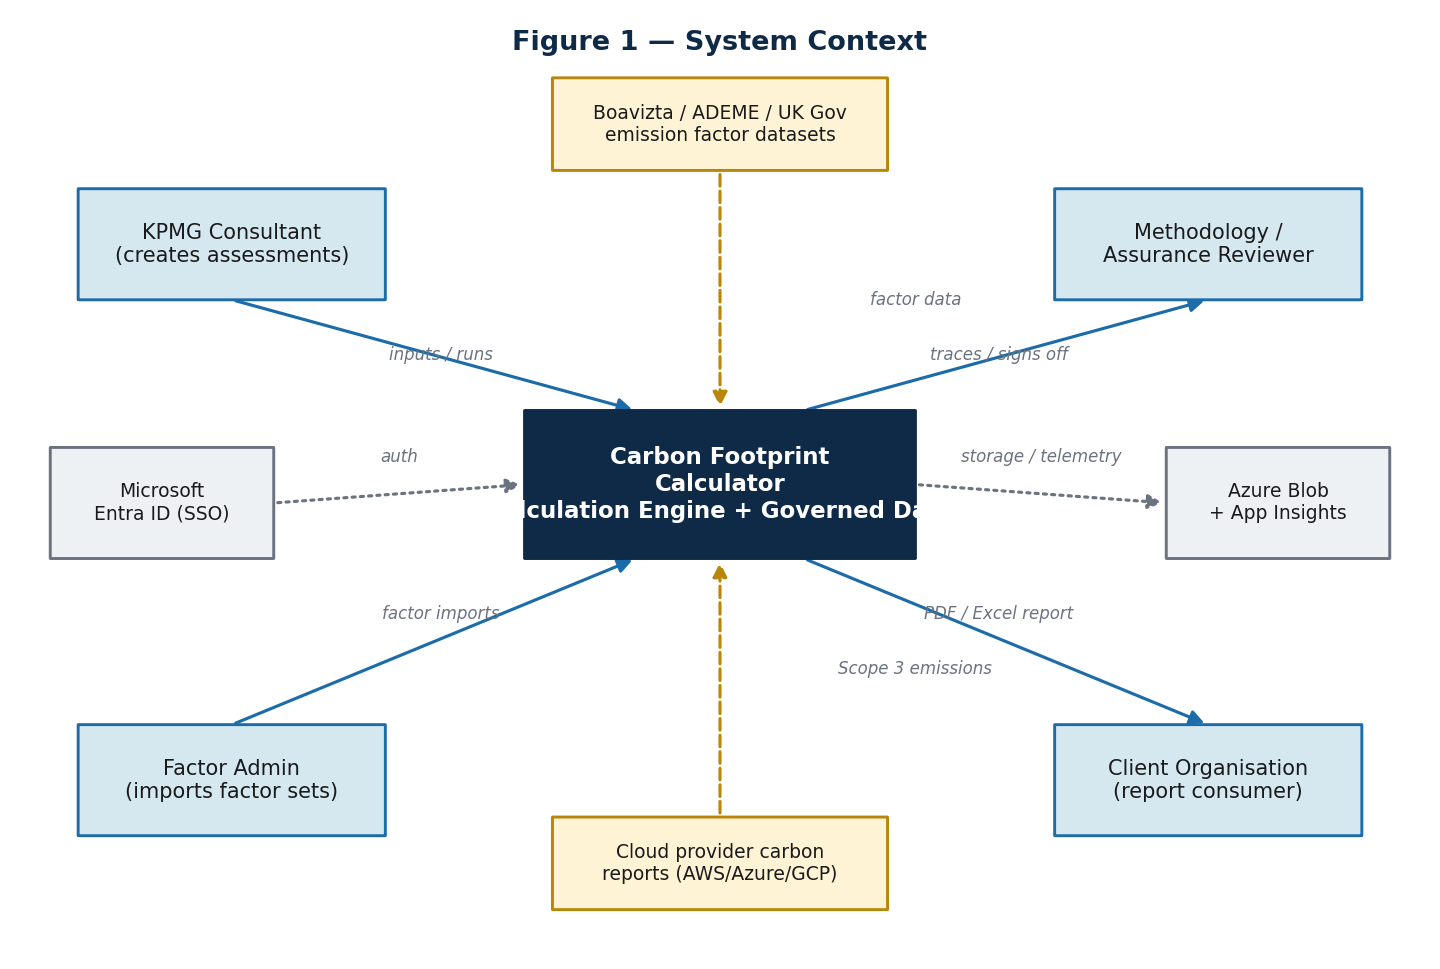 Figure 1 — System Context
Boavizta / ADEME / UK Gov
emission factor datasets
KPMG Consultant
(creates assessments)
Methodology /
Assurance Reviewer
factor data
inputs / runs
traces / signs off
Carbon Footprint
Calculator
Engine + Governed
auth
storage / telemetry
Microsoft
Entra ID (SSO)
Azure Blob
+ App Insights
factor imports
PDF / Excel report
Scope 3 emissions
Factor Admin
(imports factor sets)
Client Organisation
(report consumer)
Cloud provider carbon
reports (AWS/Azure/GCP)